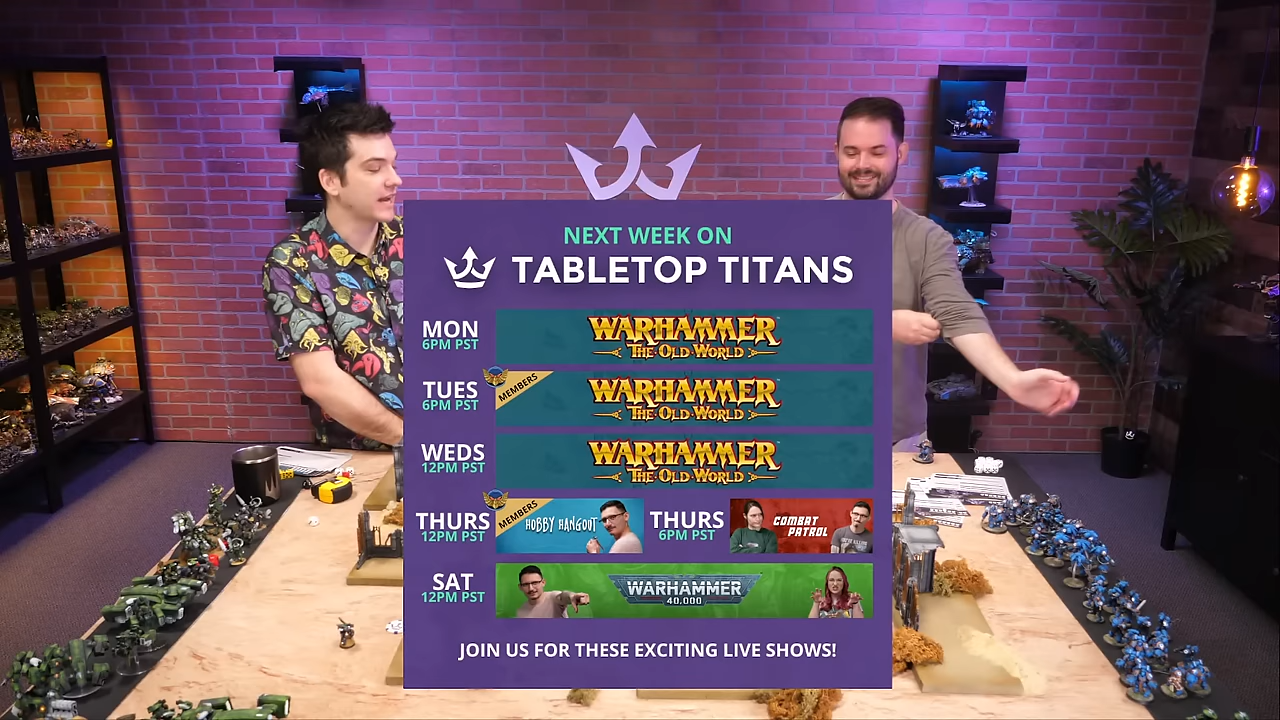 NEXT WEEK ON
TABLETOP TITANS
MON
6PM PST
WARHAMMER
THE OLD WORLD
TUES
6PM PST
MEMBERS
WARHAMMER
THE OLD WORLD
WEDS
12PM PST
WARHAMMER
THE OLD WORLD
THURS
12PM PST
MEMBERS
HOBBY HANGOUT
THURS
6PM PST
COMBAT
PATROL
SAT
12PM PST
WARHAMMER
40,000
JOIN US FOR THESE EXCITING LIVE SHOWS!